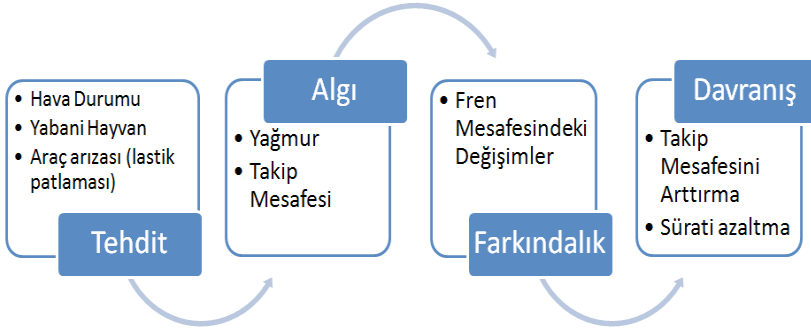 • Hava Durumu
• Yabani Hayvan
• Araç arızası (lastik
patlaması)
Tehdit
Algı
• Yağmur
• Takip
Mesafesi
• Fren
Mesafesindeki
Değişimler
Farkındalık
Davranış
• Takip
Mesafesini
Arttırma
• Sürati azaltma